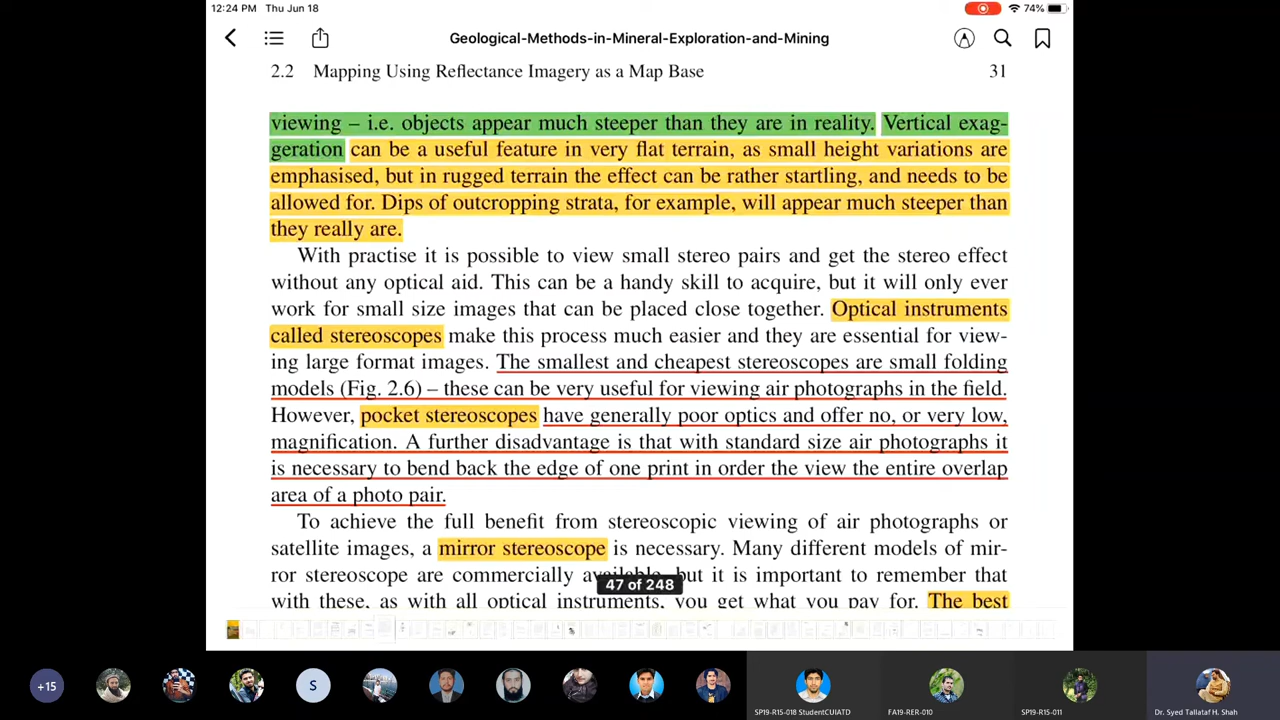 12:24 PM Thu Jun 18 74%
Geological-Methods-in-Mineral-Exploration-and-Mining
2.2 Mapping Using Reflectance Imagery as a Map Base 31
viewing – i.e. objects appear much steeper than they are in reality. Vertical exag-
geration can be a useful feature in very flat terrain, as small height variations are
emphasised, but in rugged terrain the effect can be rather startling, and needs to be
allowed for. Dips of outcropping strata, for example, will appear much steeper than
they really are.
With practise it is possible to view small stereo pairs and get the stereo effect
without any optical aid. This can be a handy skill to acquire, but it will only ever
work for small size images that can be placed close together. Optical instruments
called stereoscopes make this process much easier and they are essential for view-
ing large format images. The smallest and cheapest stereoscopes are small folding
models (Fig. 2.6) – these can be very useful for viewing air photographs in the field.
However, pocket stereoscopes have generally poor optics and offer no, or very low,
magnification. A further disadvantage is that with standard size air photographs it
is necessary to bend back the edge of one print in order the view the entire overlap
area of a photo pair.
To achieve the full benefit from stereoscopic viewing of air photographs or
satellite images, a mirror stereoscope is necessary. Many different models of mir-
ror stereoscope are commercially available, but it is important to remember that
47 of 248
with these, as with all optical instruments, you get what you pay for. The best
+15
S
SP19-R15-018 StudentCUIATD
FA19-RER-010
SP19-R15-011
Dr. Syed Tallataf H. Shah